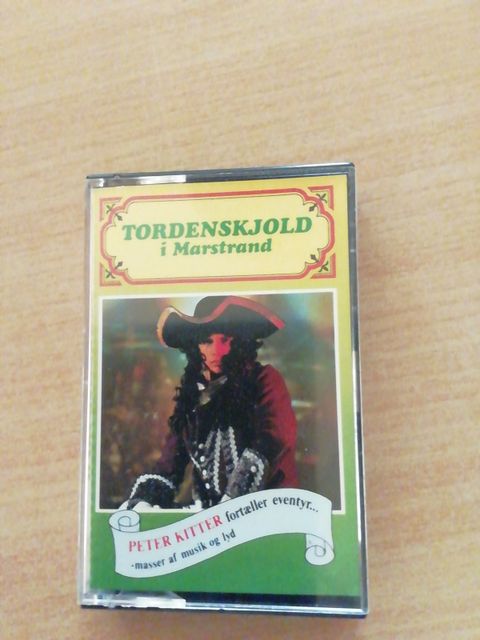 TORDENSKJOLD
i Marstrand
PETER KITTER fortæller eventyr...
-masser af musik og lyd